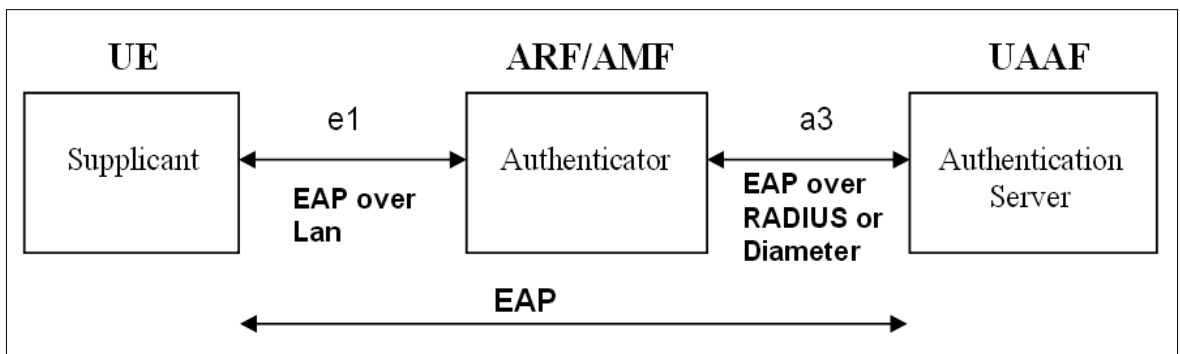 UE
ARF/AMF
UAAF
Supplicant
e1
EAP over
Lan
Authenticator
a3
EAP over
RADIUS or
Diameter
Authentication
Server
EAP